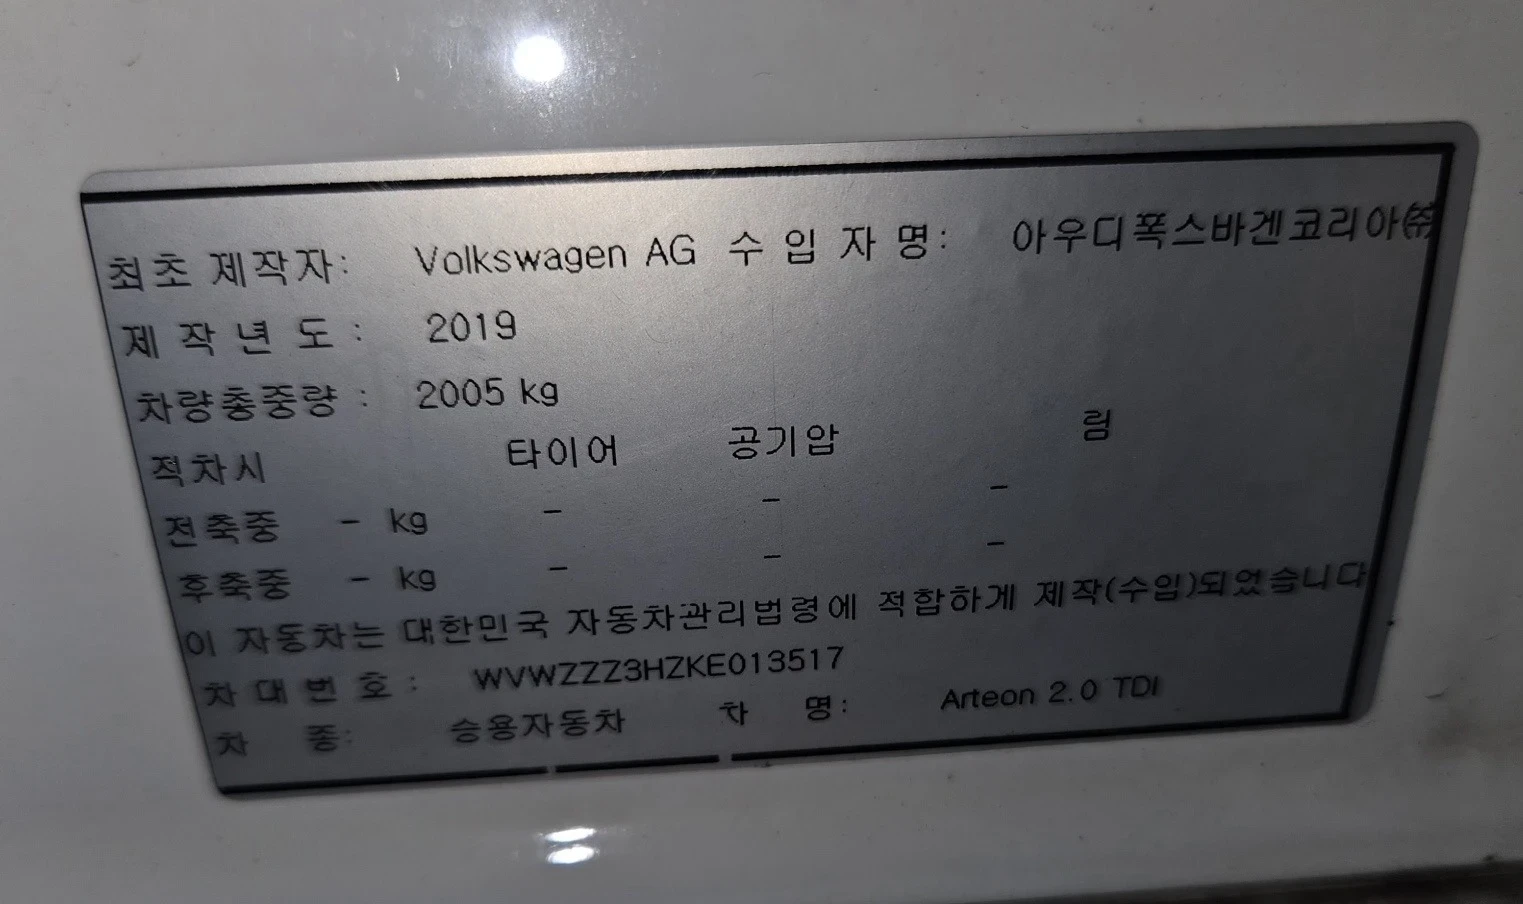 최초 제작자: Volkswagen AG 수 입 자 명: 아우디폭스바겐코리아㈜
제 작 년 도 : 2019
차량총중량 : 2005 kg
적차시 타이어 공기압 림
전축중 - kg - - -
후축중 - kg - - -
이 자동차는 대한민국 자동차관리법령에 적합하게 제작(수입)되었습니다
차 대 번 호 : WVWZZZ3HZKE013517
차 종: 승용자동차 차 명: Arteon 2.0 TDI